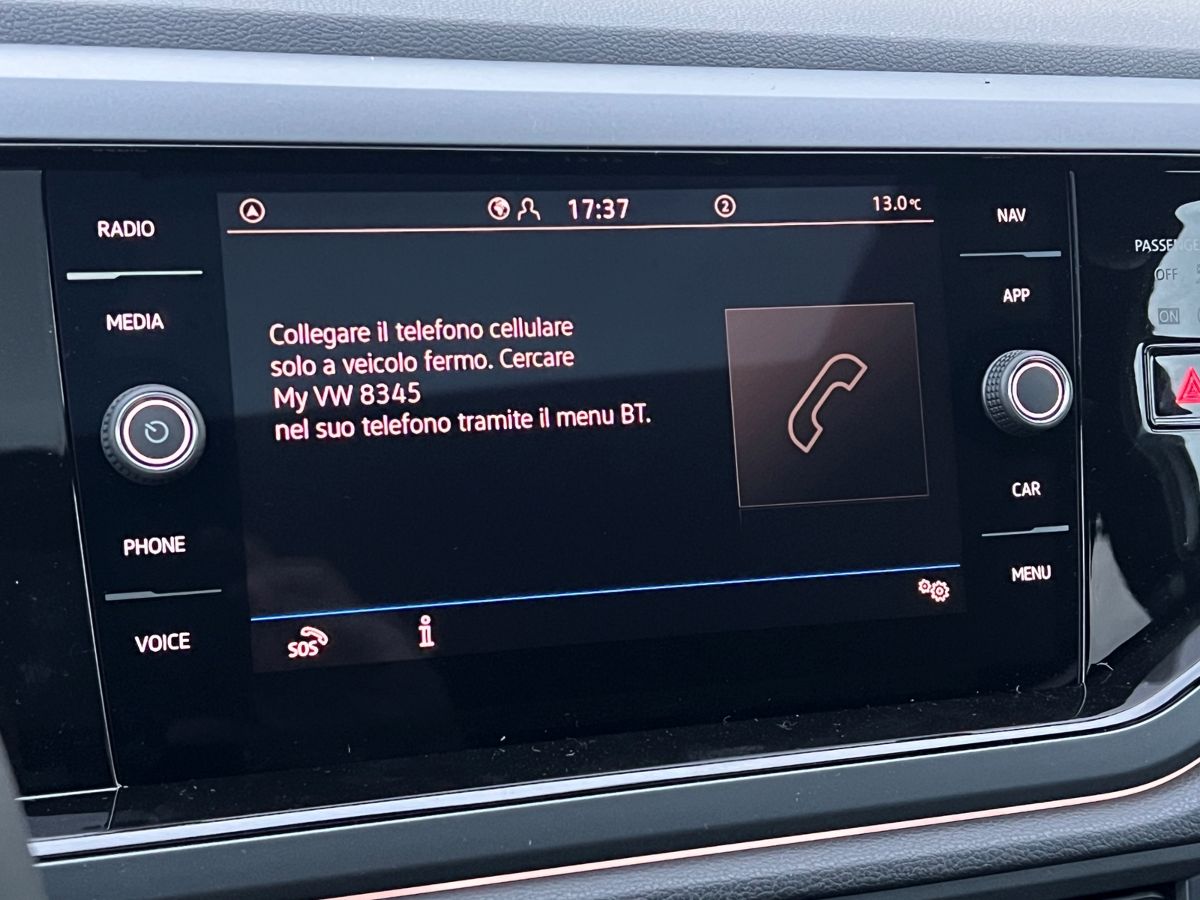 RADIO
MEDIA
PHONE
VOICE
17:37
2
13.0°C
Collegare il telefono cellulare
solo a veicolo fermo. Cercare
My VW 8345
nel suo telefono tramite il menu BT.
SOS
i
NAV
APP
CAR
MENU
OFF
ON